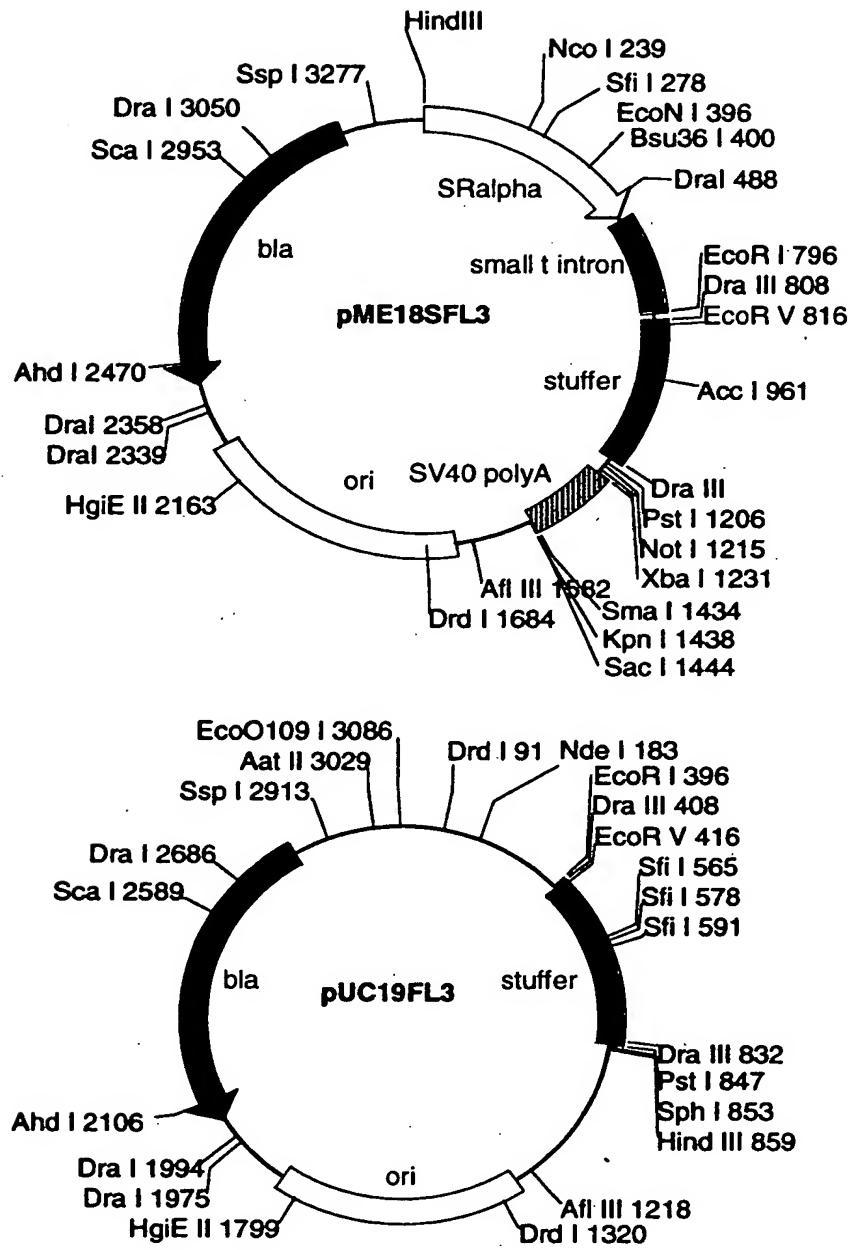 HindIII
Nco I 239
Sfi I 278
EcoN I 396
Bsu36 I 400
DraI 488
SRalpha
small t intron
EcoR I 796
Dra III 808
EcoR V 816
stuffer
Acc I 961
Dra III
Pst I 1206
Not I 1215
Xba I 1231
SV40 polyA
Sma I 1434
Kpn I 1438
Sac I 1444
Afl III 1582
Drd I 1684
ori
HgiE II 2163
DraI 2339
DraI 2358
Ahd I 2470
bla
Sca I 2953
Dra I 3050
Ssp I 3277
pME18SFL3
EcoO109 I 3086
Aat II 3029
Ssp I 2913
Drd I 91
Nde I 183
EcoR I 396
Dra III 408
EcoR V 416
Sfi I 565
Sfi I 578
Sfi I 591
stuffer
Dra III 832
Pst I 847
Sph I 853
Hind III 859
Afl III 1218
Drd I 1320
ori
HgiE II 1799
Dra I 1975
Dra I 1994
Ahd I 2106
bla
Sca I 2589
Dra I 2686
pUC19FL3